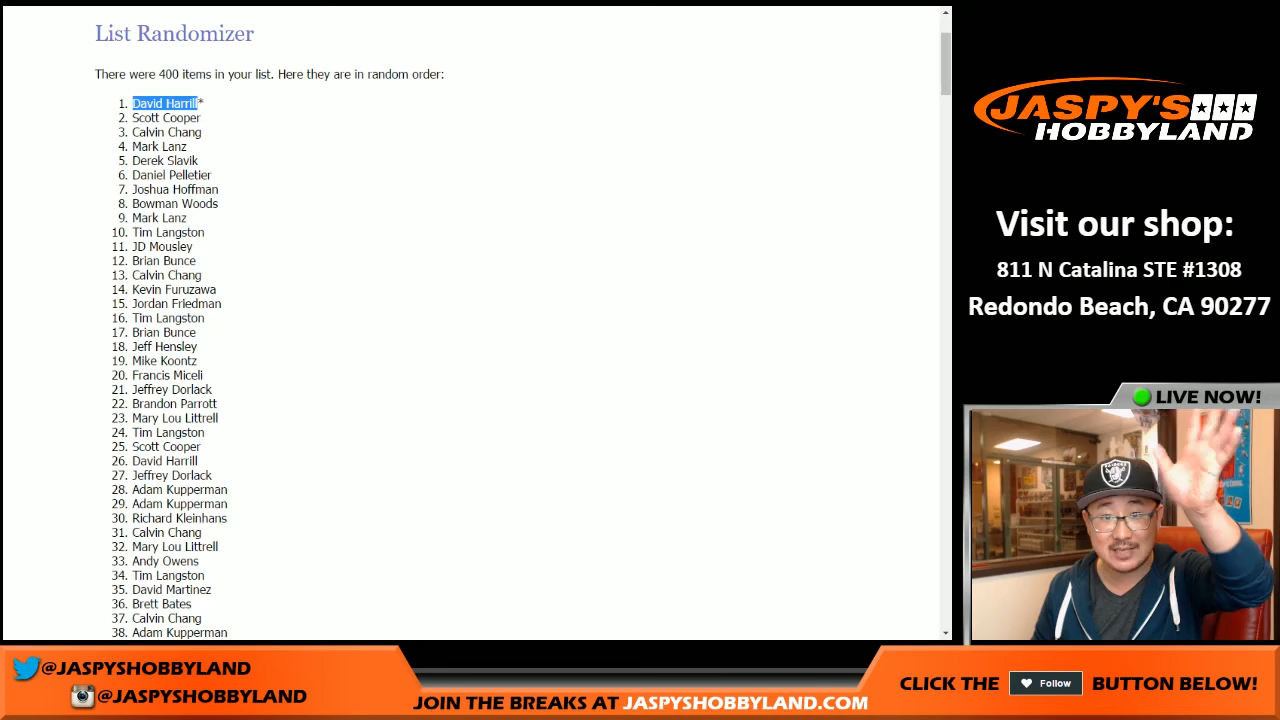 List Randomizer
There were 400 items in your list. Here they are in random order:
1. David Harrill*
2. Scott Cooper
3. Calvin Chang
4. Mark Lanz
5. Derek Slavik
6. Daniel Pelletier
7. Joshua Hoffman
8. Bowman Woods
9. Mark Lanz
10. Tim Langston
11. JD Mousley
12. Brian Bunce
13. Calvin Chang
14. Kevin Furuzawa
15. Jordan Friedman
16. Tim Langston
17. Brian Bunce
18. Jeff Hensley
19. Mike Koontz
20. Francis Miceli
21. Jeffrey Dorlack
22. Brandon Parrott
23. Mary Lou Littrell
24. Tim Langston
25. Scott Cooper
26. David Harrill
27. Jeffrey Dorlack
28. Adam Kupperman
29. Adam Kupperman
30. Richard Kleinhans
31. Calvin Chang
32. Mary Lou Littrell
33. Andy Owens
34. Tim Langston
35. David Martinez
36. Brett Bates
37. Calvin Chang
38. Adam Kupperman
JASPY'S
HOBBYLAND
Visit our shop:
811 N Catalina STE #1308
Redondo Beach, CA 90277
LIVE NOW!
RAIDERS
@JASPYSHOBBYLAND
@JASPYSHOBBYLAND
JOIN THE BREAKS AT JASPYSHOBBYLAND.COM
CLICK THE Follow BUTTON BELOW!